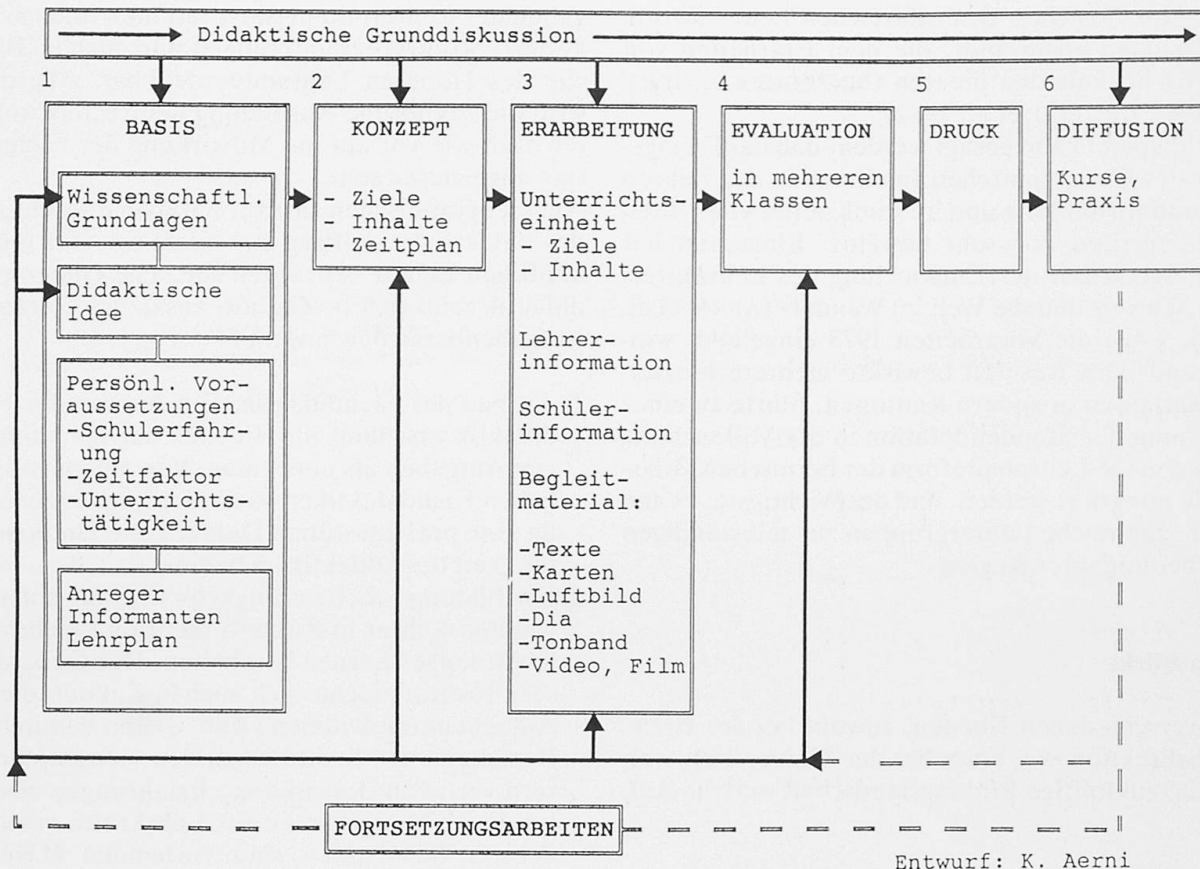 Didaktische Grunddiskussion
1
BASIS
Wissenschaftl.
Grundlagen
Didaktische
Idee
Persönl. Vor-
aussetzungen
-Schulerfahr-
ung
-Zeitfaktor
-Unterrichts-
tätigkeit
Anreger
Informanten
Lehrplan
2
KONZEPT
Ziele
Inhalte
Zeitplan
3
ERARBEITUNG
Unterrichts-
einheit
Ziele
Inhalte
Lehrer-
information
Schüler-
information
Begleit-
material:
-Texte
-Karten
-Luftbild
-Dia
-Tonband
-Video, Film
4
EVALUATION
in mehreren
Klassen
5
DRUCK
6
DIFFUSION
Kurse,
Praxis
FORTSETZUNGSARBEITEN
Entwurf: K. Aerni